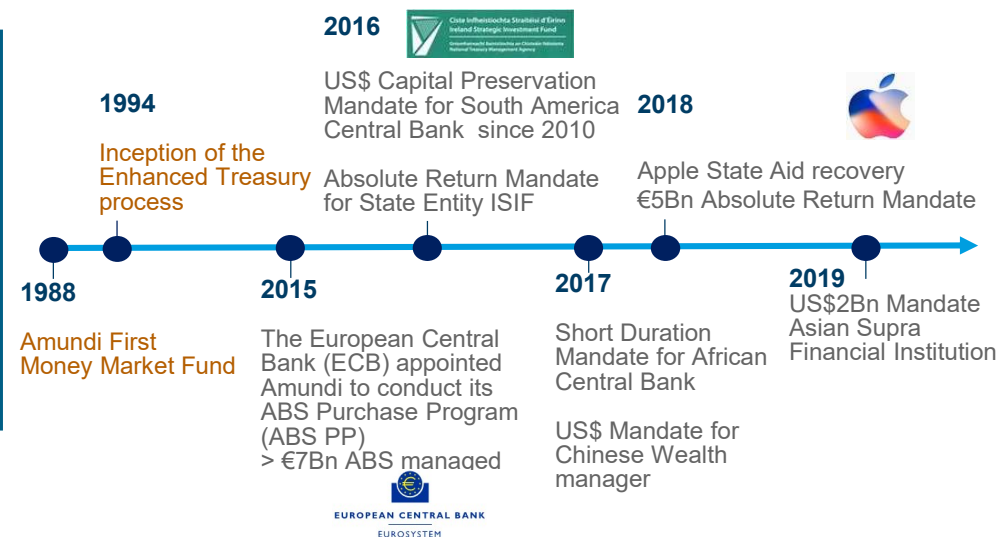 2016
Ciste Infheistíochta Straitéisí d'Éirinn
Ireland Strategic Investment Fund
National Treasury Management Agency
US$ Capital Preservation
Mandate for South America
Central Bank since 2010
Absolute Return Mandate
for State Entity ISIF
1994
Inception of the
Enhanced Treasury
process
2018
Apple State Aid recovery
€5Bn Absolute Return Mandate
1988
Amundi First
Money Market Fund
2015
The European Central
Bank (ECB) appointed
Amundi to conduct its
ABS Purchase Program
(ABS PP)
> €7Bn ABS managed
EUROPEAN CENTRAL BANK
EUROSYSTEM
2017
Short Duration
Mandate for African
Central Bank
US$ Mandate for
Chinese Wealth
manager
2019
US$2Bn Mandate
Asian Supra
Financial Institution